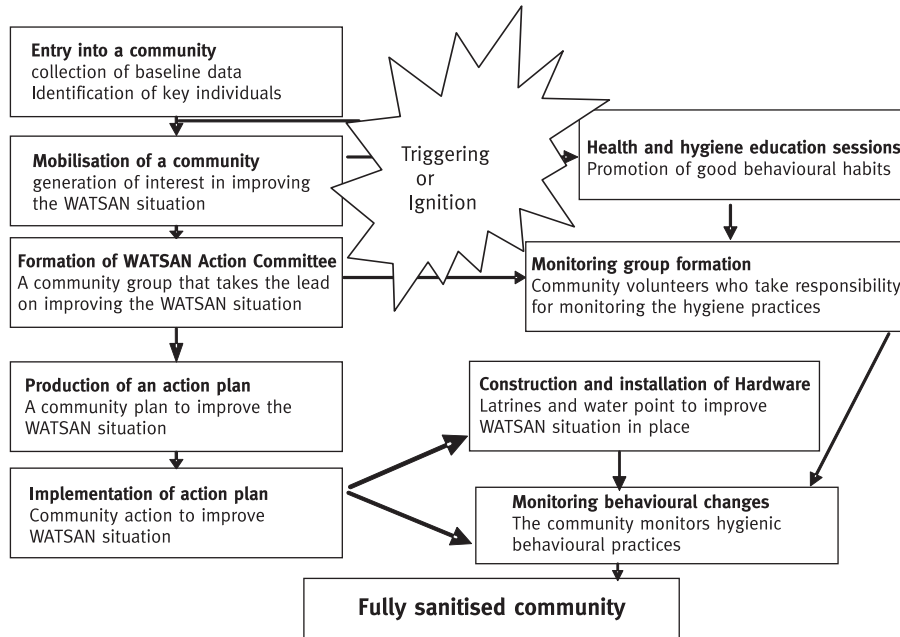 Entry into a community
collection of baseline data
Identification of key individuals
Mobilisation of a community
generation of interest in improving
the WATSAN situation
Formation of WATSAN Action Committee
A community group that takes the lead
on improving the WATSAN situation
Production of an action plan
A community plan to improve the
WATSAN situation
Implementation of action plan
Community action to improve
WATSAN situation
Triggering
or
Ignition
Health and hygiene education sessions
Promotion of good behavioural habits
Monitoring group formation
Community volunteers who take responsibility
for monitoring the hygiene practices
Construction and installation of Hardware
Latrines and water point to improve
WATSAN situation in place
Monitoring behavioural changes
The community monitors hygienic
behavioural practices
Fully sanitised community